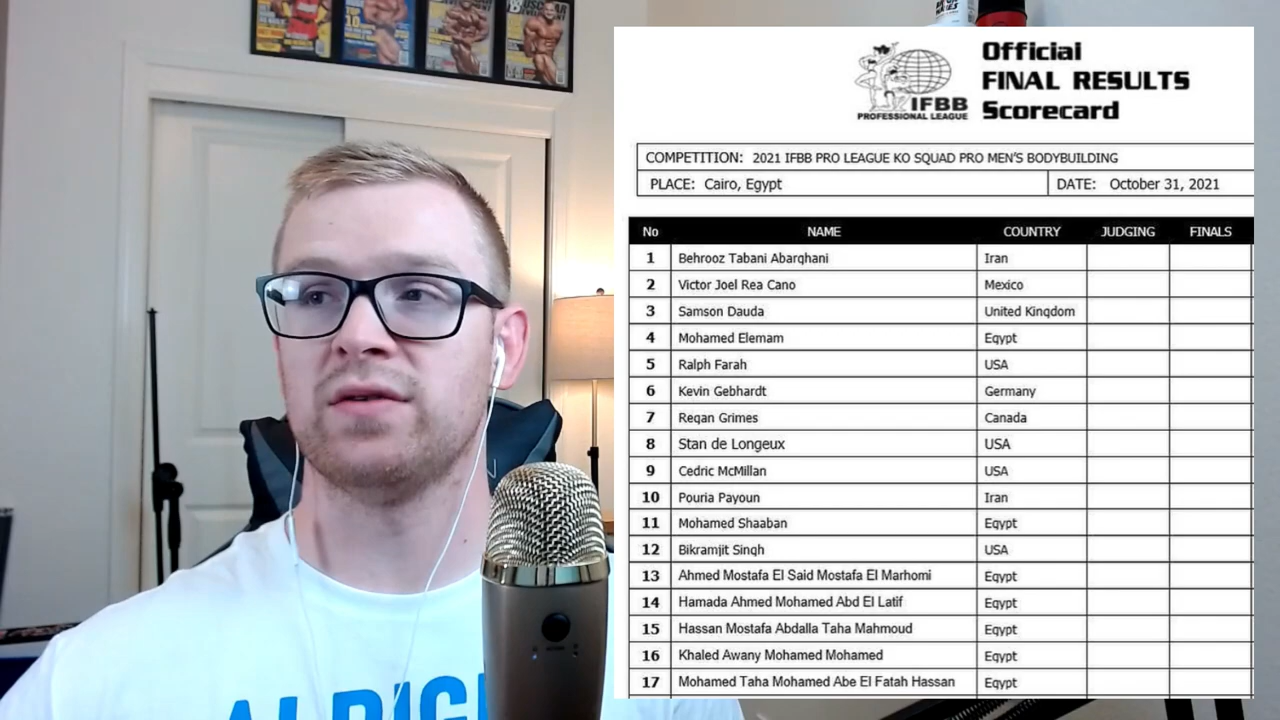 TOP
10
IFBB
PROFESSIONAL LEAGUE
Official
FINAL RESULTS
Scorecard
COMPETITION: 2021 IFBB PRO LEAGUE KO SQUAD PRO MEN'S BODYBUILDING
PLACE: Cairo, Egypt DATE: October 31, 2021
No NAME COUNTRY JUDGING FINALS
1 Behrooz Tabani Abarghani Iran
2 Victor Joel Rea Cano Mexico
3 Samson Dauda United Kingdom
4 Mohamed Elemam Egypt
5 Ralph Farah USA
6 Kevin Gebhardt Germany
7 Regan Grimes Canada
8 Stan de Longeux USA
9 Cedric McMillan USA
10 Pouria Payoun Iran
11 Mohamed Shaaban Egypt
12 Bikramjit Singh USA
13 Ahmed Mostafa El Said Mostafa El Marhomi Egypt
14 Hamada Ahmed Mohamed Abd El Latif Egypt
15 Hassan Mostafa Abdalla Taha Mahmoud Egypt
16 Khaled Awany Mohamed Mohamed Egypt
17 Mohamed Taha Mohamed Abe El Fatah Hassan Egypt